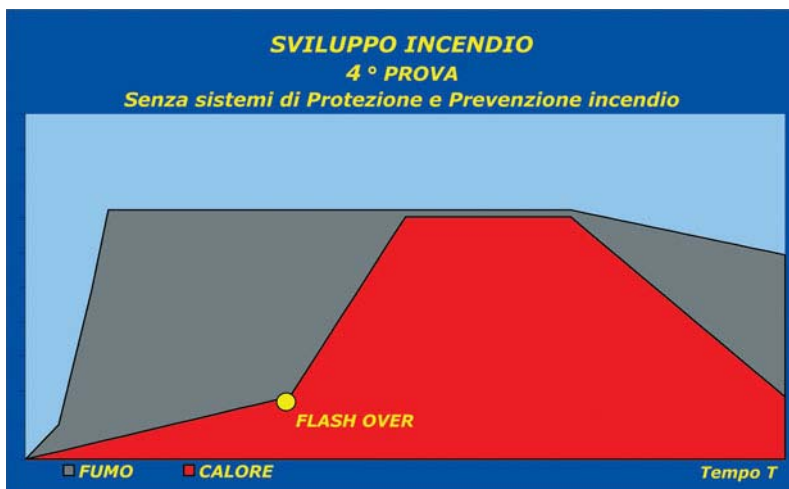 SVILUPPO INCENDIO
4° PROVA
Senza sistemi di Protezione e Prevenzione incendio
FLASH OVER
FUMO CALORE Tempo T